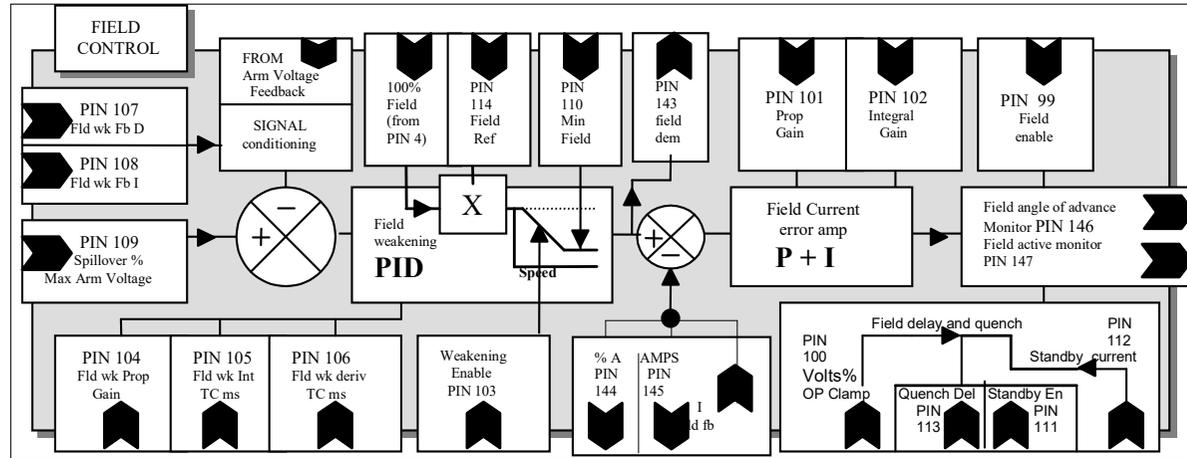 FIELD
CONTROL
PIN 107
Fld wk Fb D
PIN 108
Fld wk Fb I
PIN 109
Spillover %
Max Arm Voltage
FROM
Arm Voltage
Feedback
SIGNAL
conditioning
100%
Field
(from
PIN 4)
PIN
114
Field
Ref
PIN
110
Min
Field
PIN
143
field
dem
PIN 101
Prop
Gain
PIN 102
Integral
Gain
PIN 99
Field
enable
−
+
Field
weakening
PID
X
Speed
+
−
Field Current
error amp
P + I
Field angle of advance
Monitor PIN 146
Field active monitor
PIN 147
PIN 104
Fld wk Prop
Gain
PIN 105
Fld wk Int
TC ms
PIN 106
Fld wk deriv
TC ms
Weakening
Enable
PIN 103
% A
PIN
144
AMPS
PIN
145
I
fb
Field delay and quench
PIN
100
Volts%
OP Clamp
PIN
112
Standby current
Quench Del
PIN
113
Standby En
PIN
111